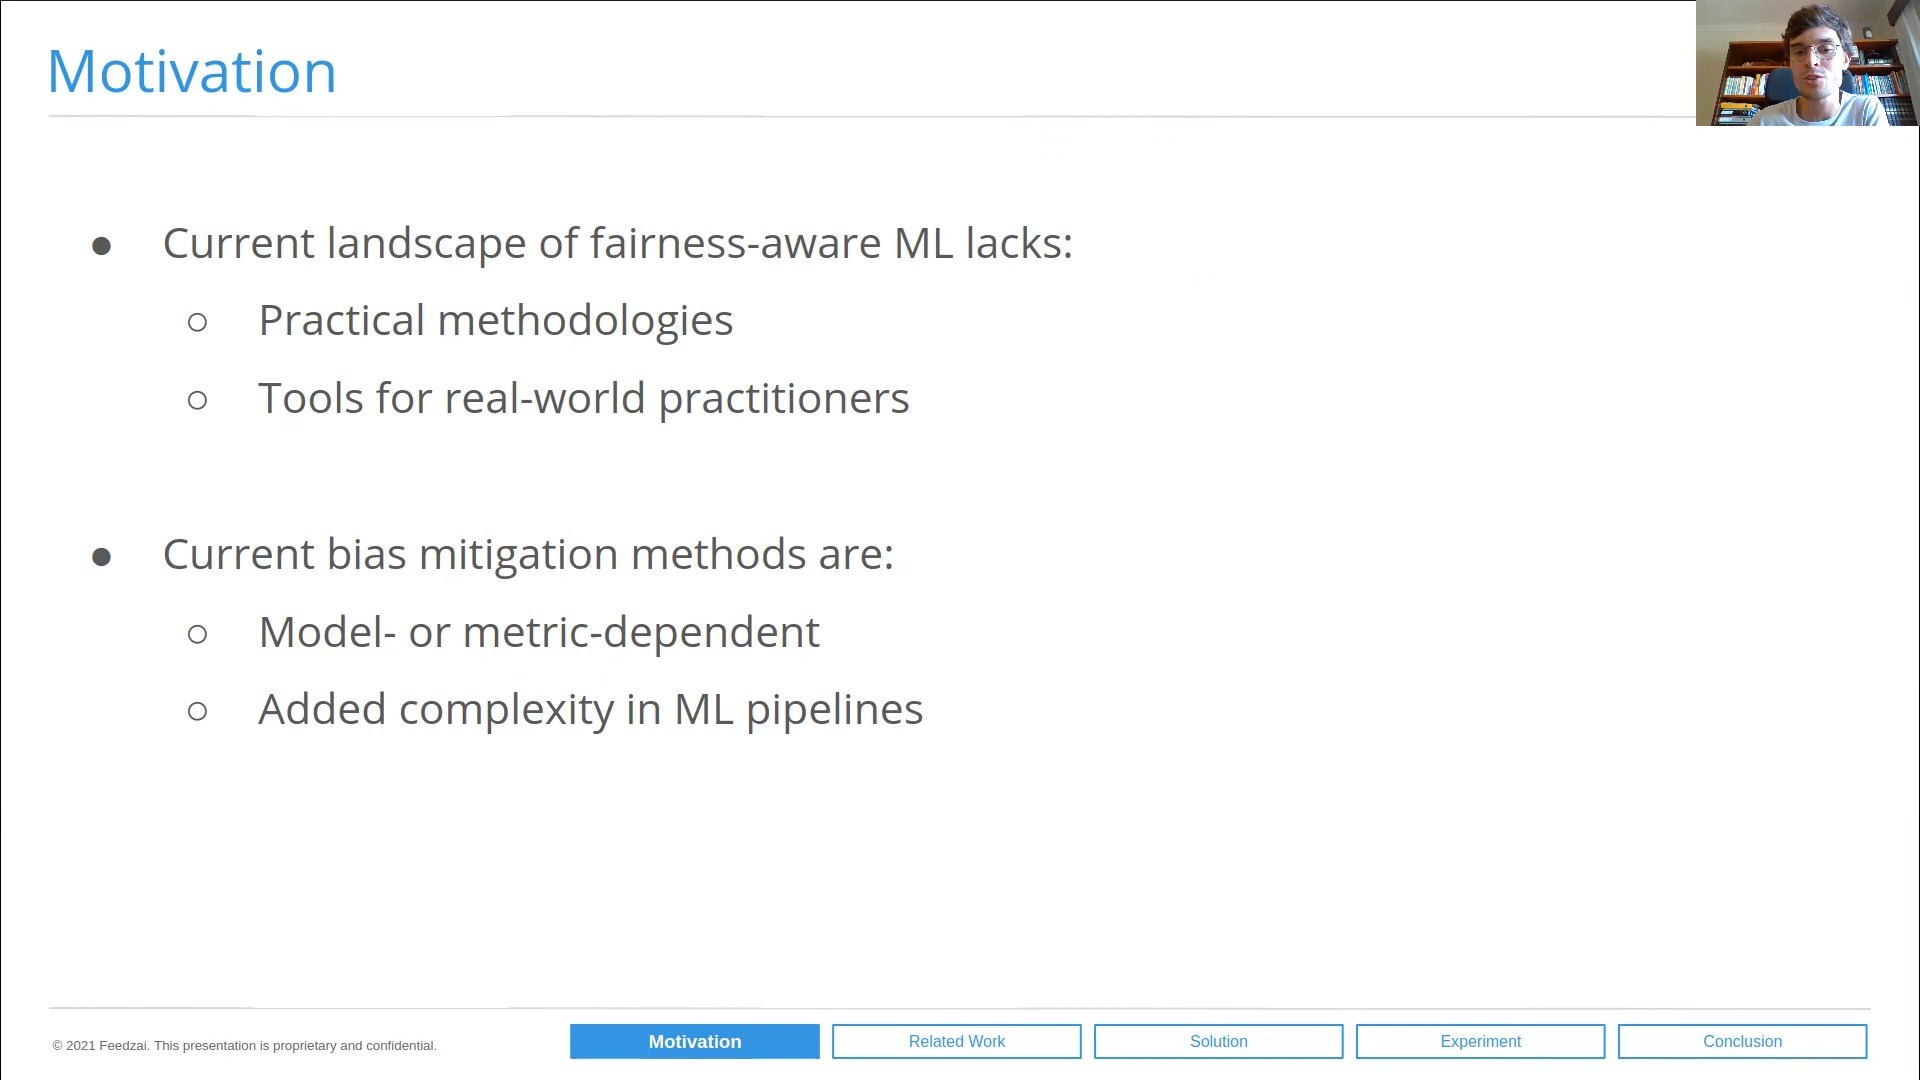 Motivation
● Current landscape of fairness-aware ML lacks:
○ Practical methodologies
○ Tools for real-world practitioners
● Current bias mitigation methods are:
○ Model- or metric-dependent
○ Added complexity in ML pipelines
© 2021 Feedzai. This presentation is proprietary and confidential.
Motivation
Related Work
Solution
Experiment
Conclusion